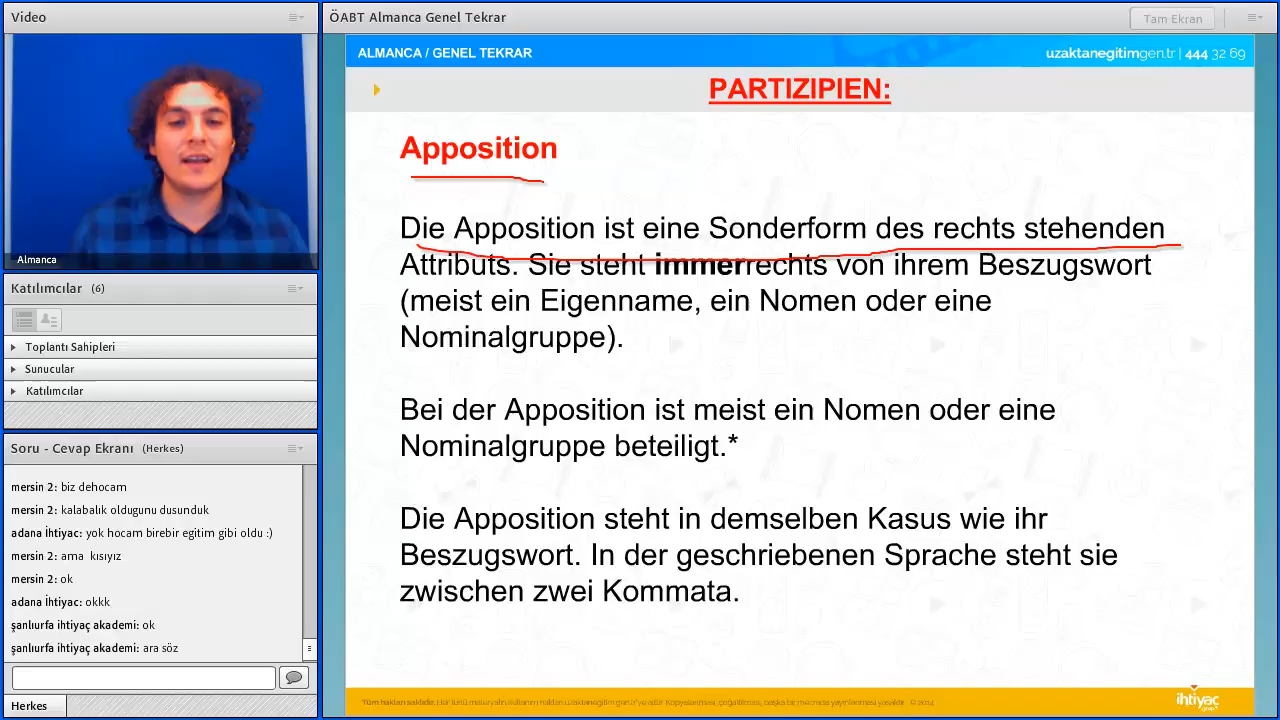 Video
Almanca
Katılımcılar (6)
Toplantı Sahipleri
Sunucular
Katılımcılar
Soru - Cevap Ekranı (Herkes)
mersin 2: biz dehocam
mersin 2: kalabalık oldugunu dusunduk
adana İhtiyaç: yok hocam birebir egitim gibi oldu :)
mersin 2: ama kısıyız
mersin 2: ok
adana İhtiyaç: okkk
şanlıurfa ihtiyaç akademi: ok
şanlıurfa ihtiyaç akademi: ara söz
Herkes
ÖABT Almanca Genel Tekrar
Tam Ekran
ALMANCA / GENEL TEKRAR
uzaktanegitimgen.tr | 444 32 69
PARTIZIPIEN:
Apposition
Die Apposition ist eine Sonderform des rechts stehenden
Attributs. Sie steht immerrechts von ihrem Beszugswort
(meist ein Eigenname, ein Nomen oder eine
Nominalgruppe).
Bei der Apposition ist meist ein Nomen oder eine
Nominalgruppe beteiligt.*
Die Apposition steht in demselben Kasus wie ihr
Beszugswort. In der geschriebenen Sprache steht sie
zwischen zwei Kommata.
Tüm hakları saklıdır.
© 2014
ihtiyaç